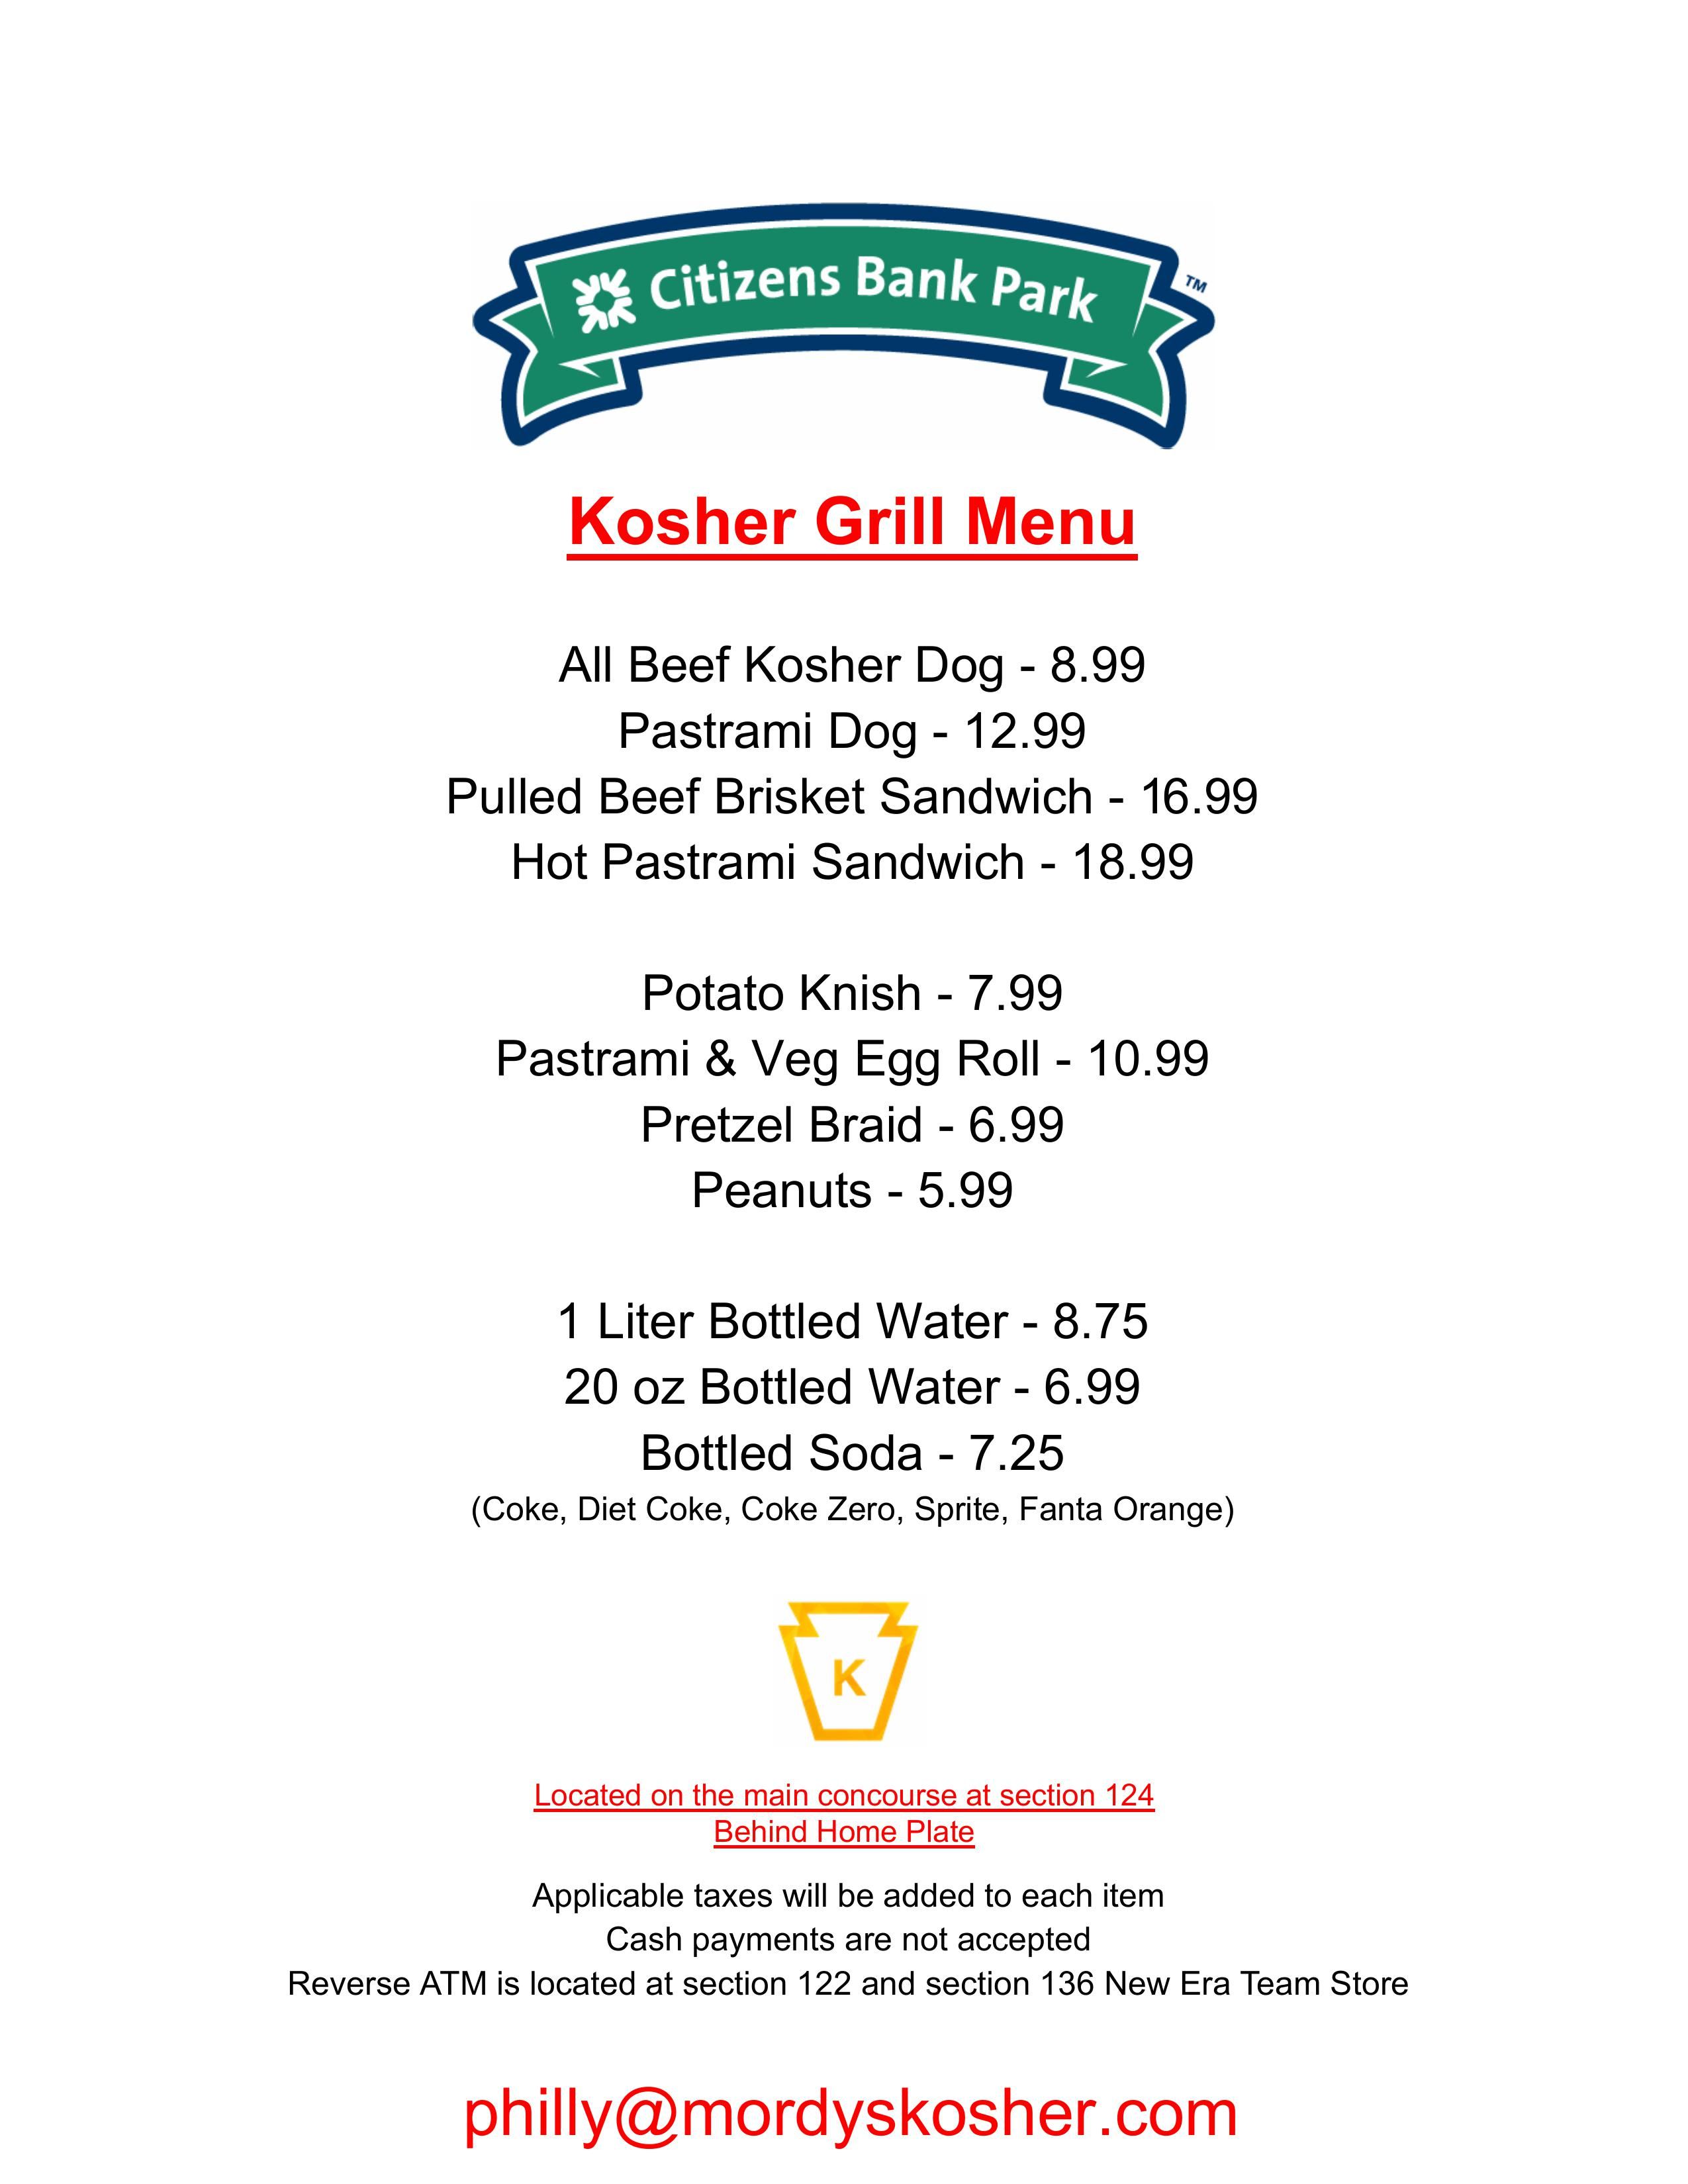 Citizens Bank Park TM
Kosher Grill Menu
All Beef Kosher Dog - 8.99
Pastrami Dog - 12.99
Pulled Beef Brisket Sandwich - 16.99
Hot Pastrami Sandwich - 18.99
Potato Knish - 7.99
Pastrami & Veg Egg Roll - 10.99
Pretzel Braid - 6.99
Peanuts - 5.99
1 Liter Bottled Water - 8.75
20 oz Bottled Water - 6.99
Bottled Soda - 7.25
(Coke, Diet Coke, Coke Zero, Sprite, Fanta Orange)
K
Located on the main concourse at section 124
Behind Home Plate
Applicable taxes will be added to each item
Cash payments are not accepted
Reverse ATM is located at section 122 and section 136 New Era Team Store
philly@mordyskosher.com